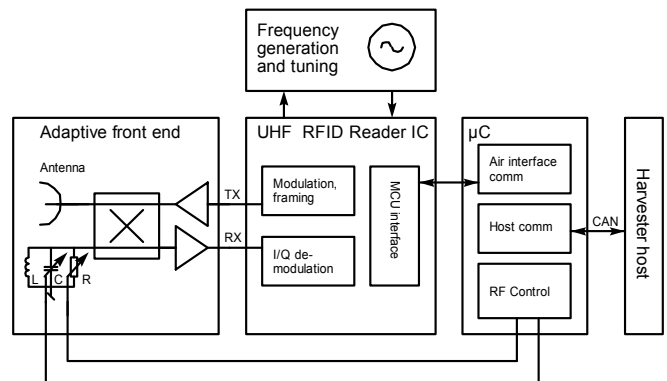 Frequency
generation
and tuning
Adaptive front end
Antenna
L
C
R
TX
RX
UHF RFID Reader IC
Modulation,
framing
I/Q de-
modulation
MCU interface
µC
Air interface
comm
Host comm
RF Control
CAN
Harvester host